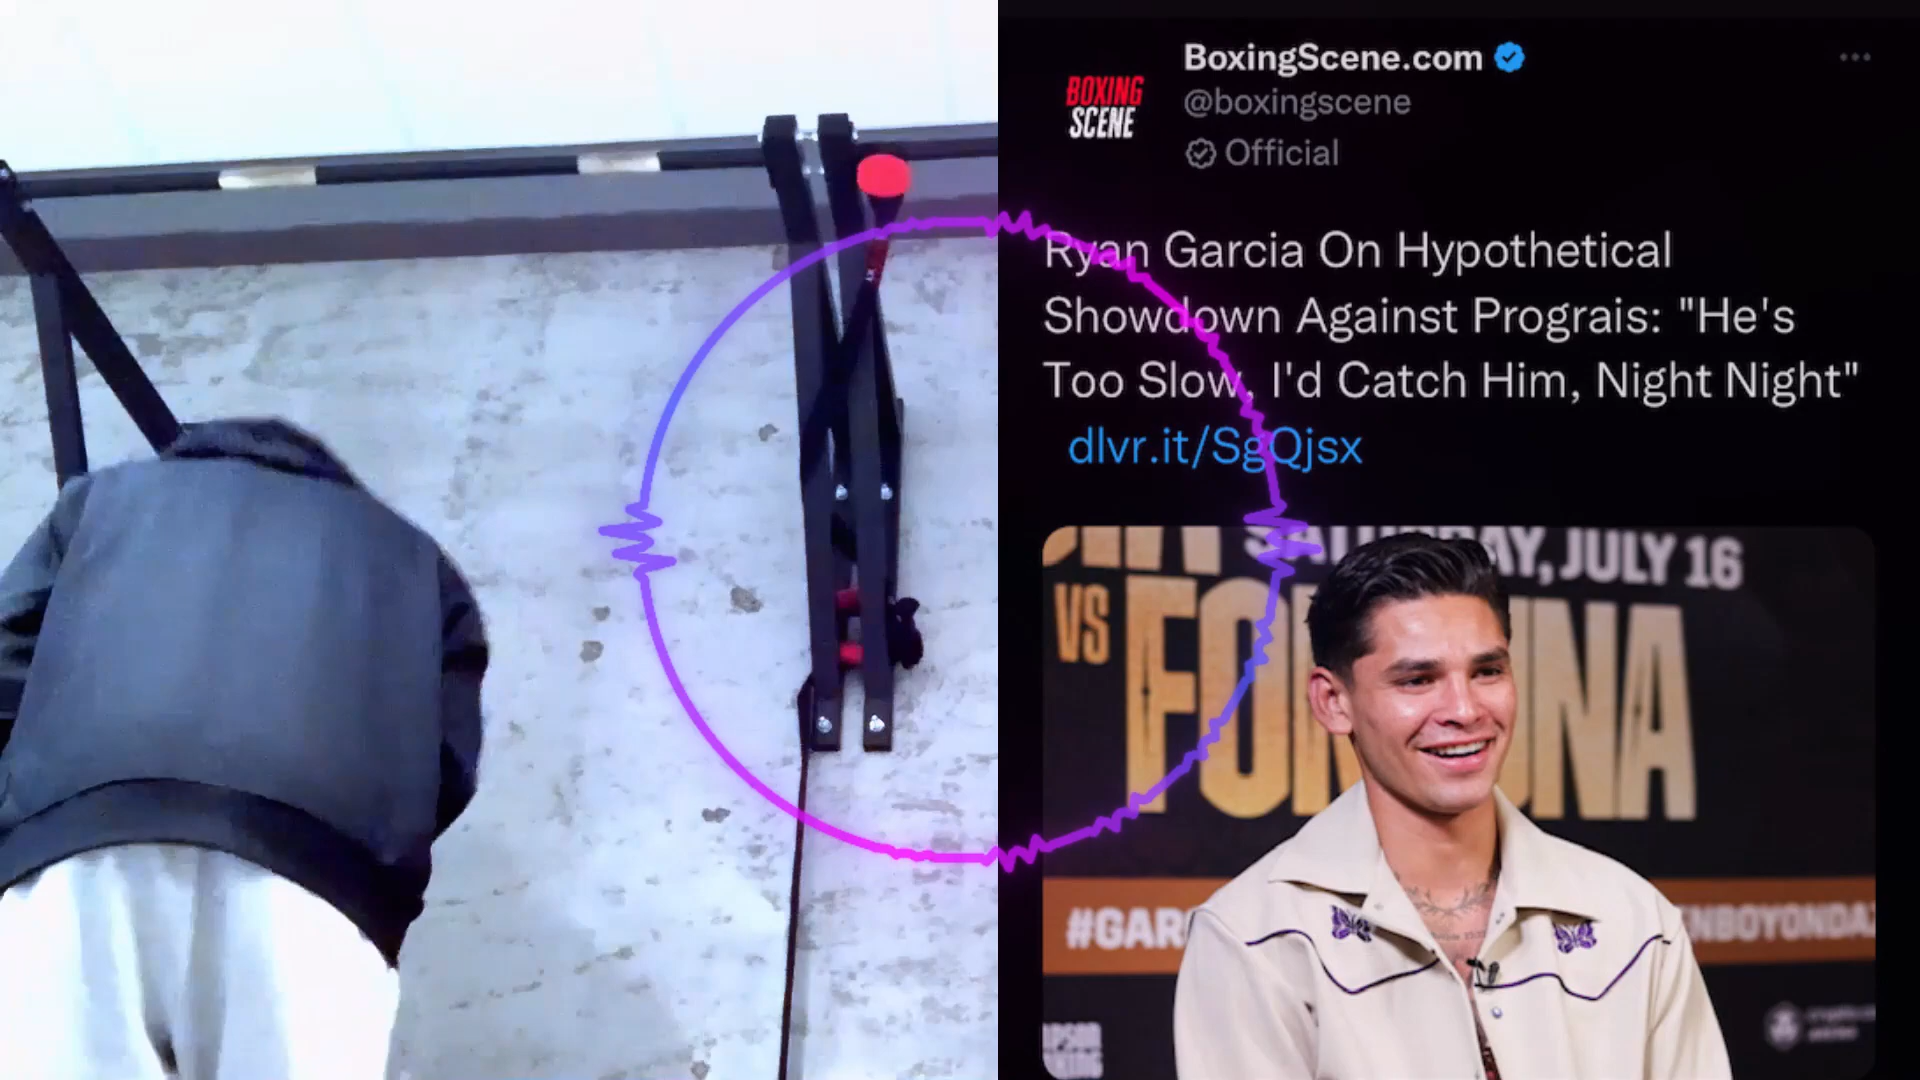 BoxingScene.com
BOXING
SCENE
@boxingscene
Official
Ryan Garcia On Hypothetical
Showdown Against Prograis: "He's
Too Slow, I'd Catch Him, Night Night"
dlvr.it/SgQjsx
SATURDAY, JULY 16
VS
#GAR